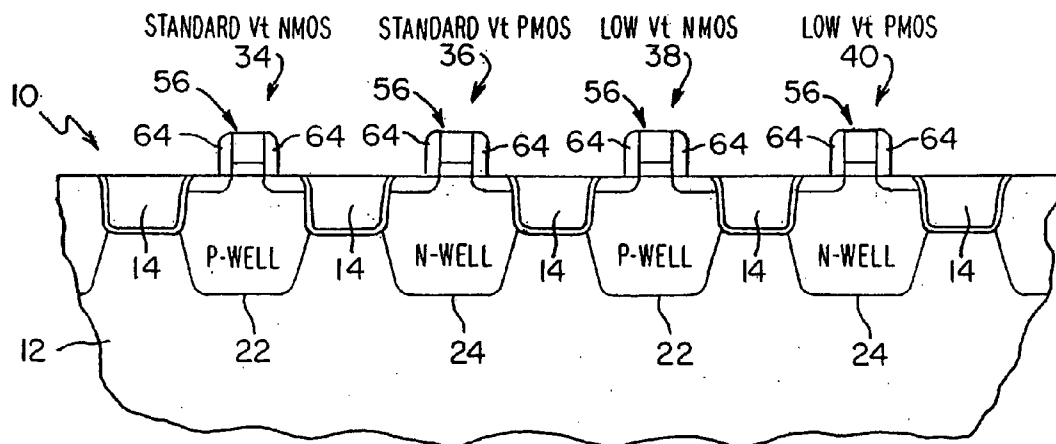 STANDARD Vt NMOS STANDARD Vt PMOS LOW Vt NMOS LOW Vt PMOS
34 36 38 40
10 56 56 56 56
64 64 64 64 64 64 64 64
14 P-WELL 14 N-WELL 14 P-WELL 14 N-WELL 14
12 22 24 22 24